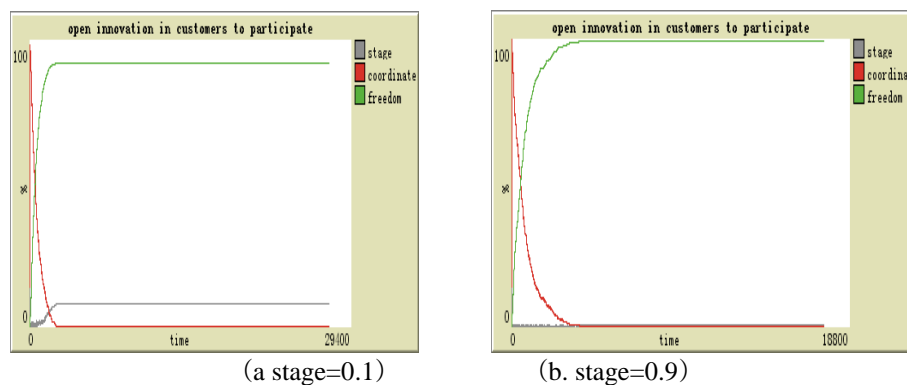 open innovation in customers to participate
100
%
0
0
time
29400
stage
coordinate
freedom
(a stage=0.1)
open innovation in customers to participate
100
%
0
0
time
18800
stage
coordina
freedom
(b. stage=0.9)